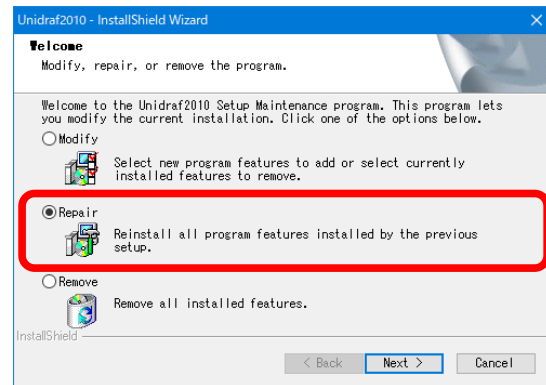 Unidraf2010 - InstallShield Wizard
Welcome
Modify, repair, or remove the program.
Welcome to the Unidraf2010 Setup Maintenance program. This program lets
you modify the current installation. Click one of the options below.
Modify
Select new program features to add or select currently
installed features to remove.
Repair
Reinstall all program features installed by the previous
setup.
Remove
Remove all installed features.
InstallShield
< Back Next > Cancel